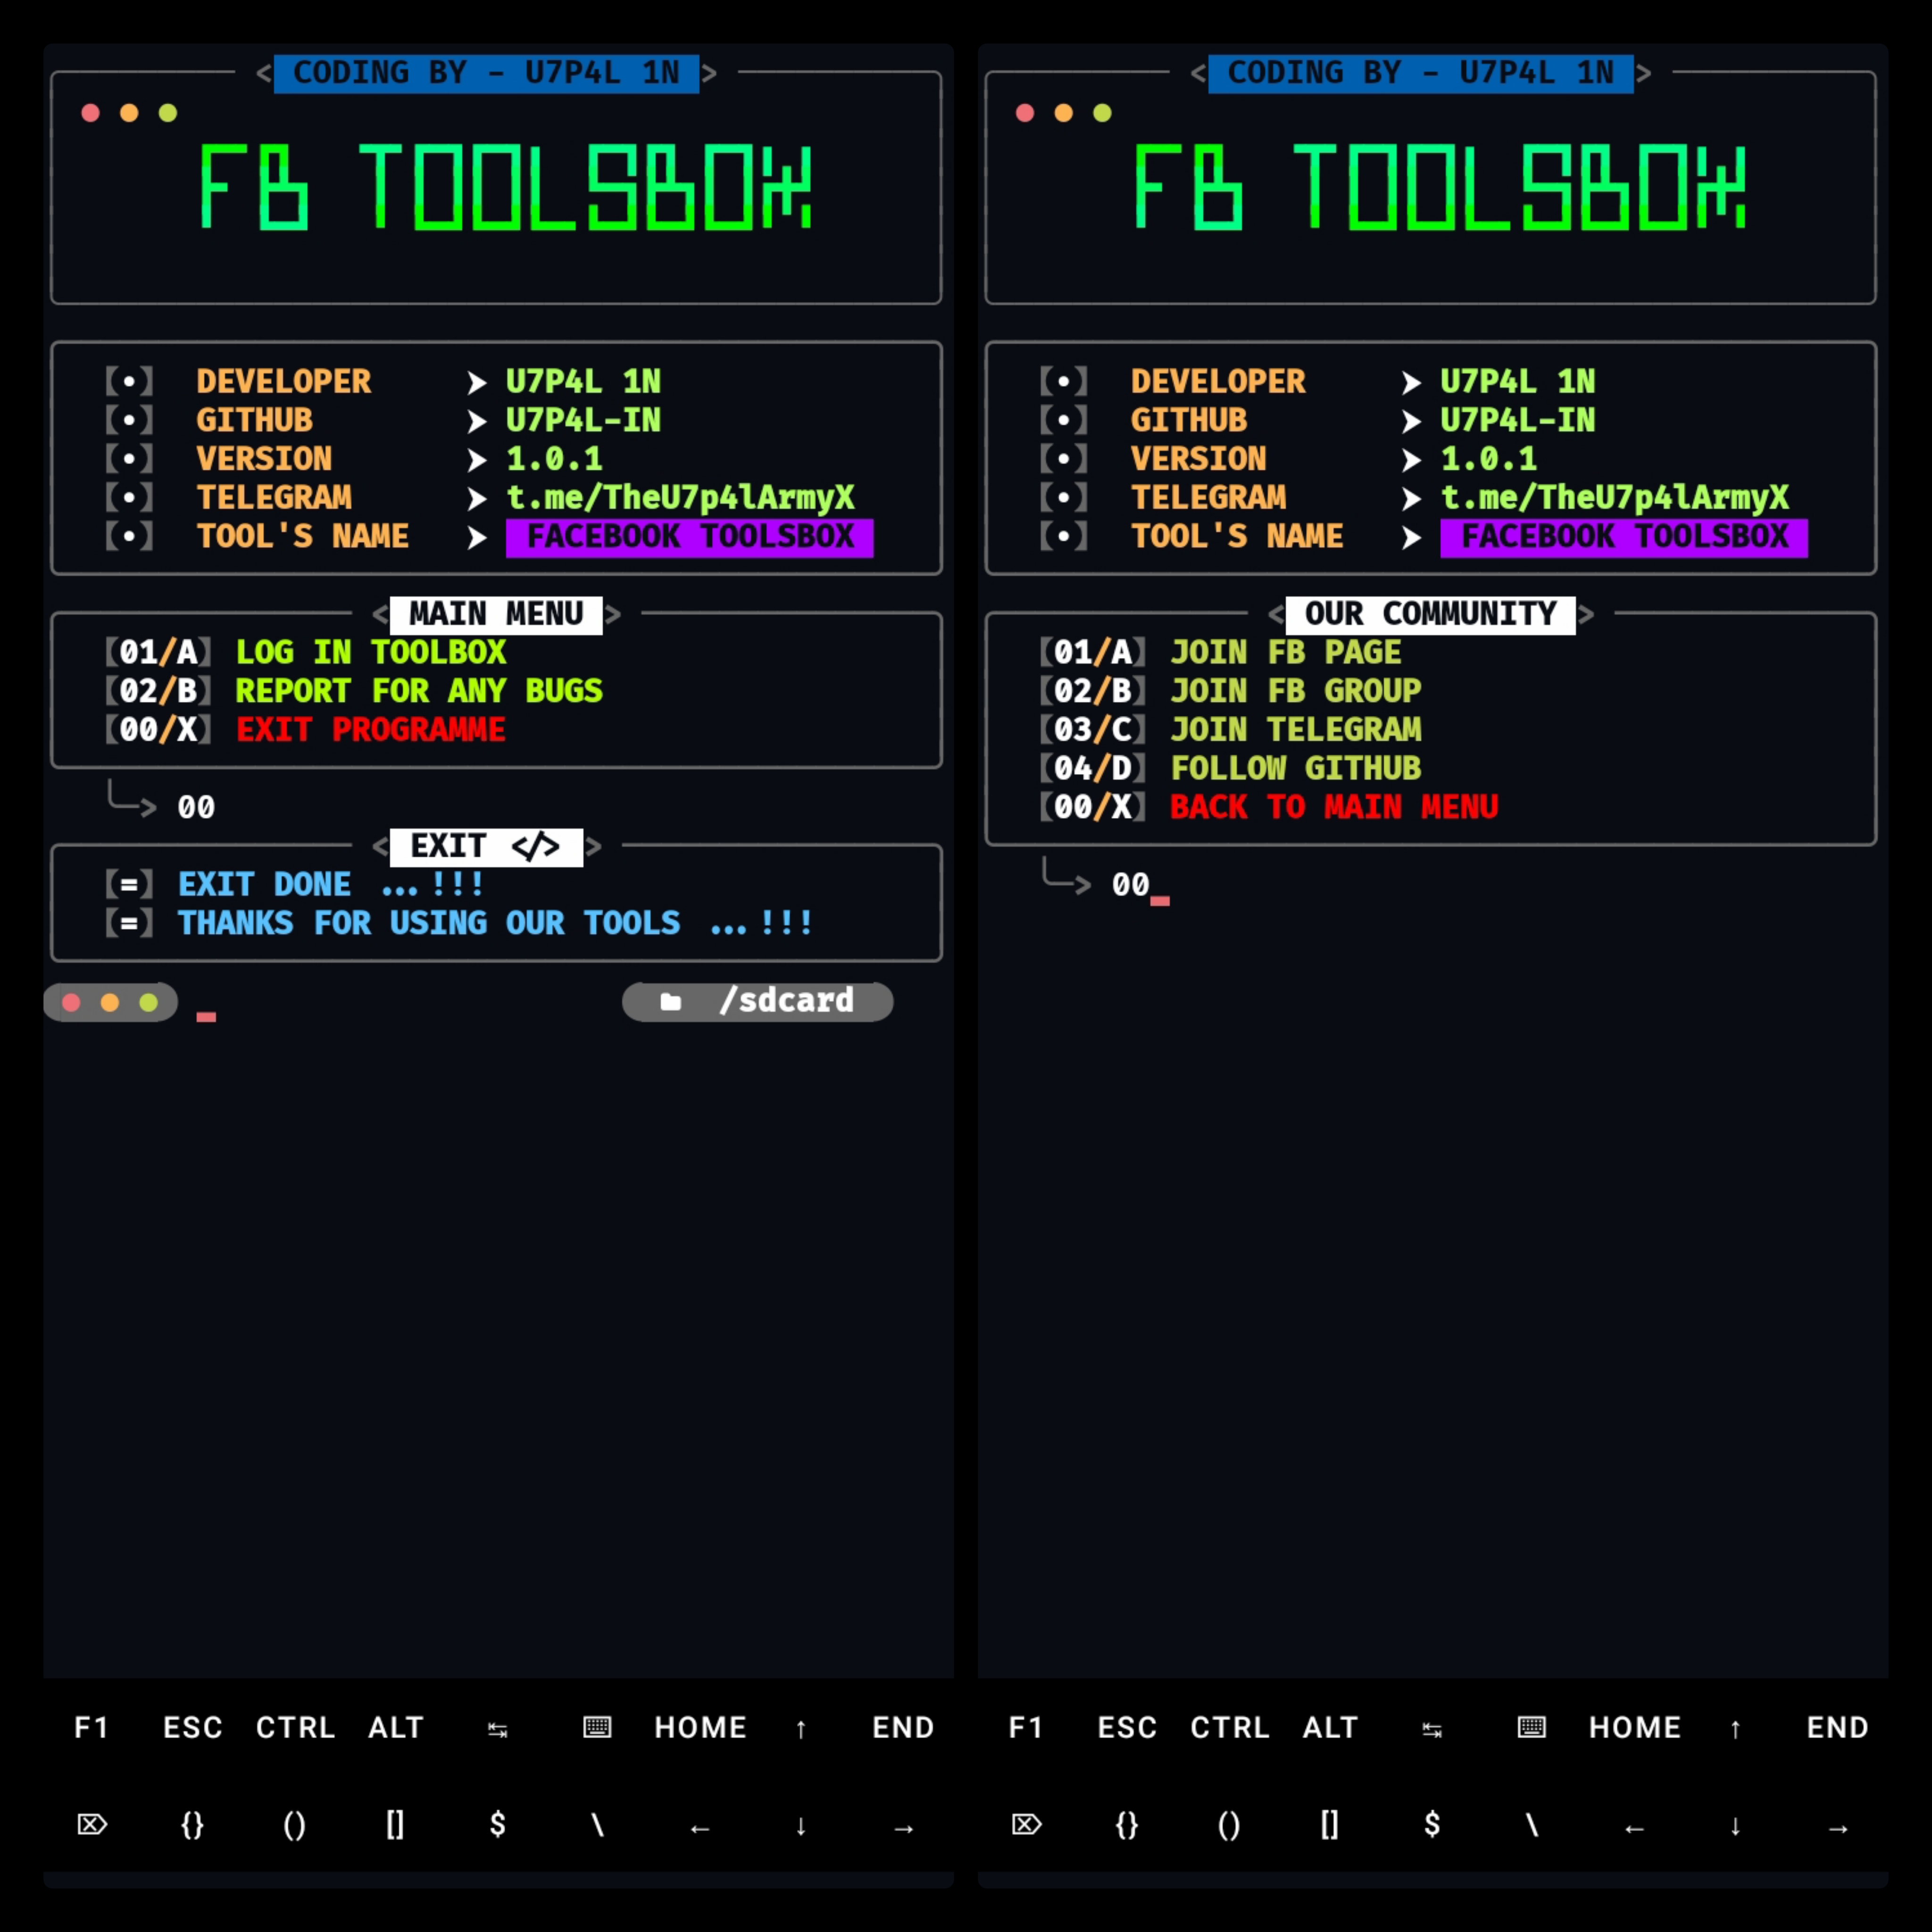 < CODING BY - U7P4L 1N >
FB TOOLSBOX
(•) DEVELOPER ➤ U7P4L 1N
(•) GITHUB ➤ U7P4L-IN
(•) VERSION ➤ 1.0.1
(•) TELEGRAM ➤ t.me/TheU7p4lArmyX
(•) TOOL'S NAME ➤ FACEBOOK TOOLSBOX
< MAIN MENU >
(01/A) LOG IN TOOLBOX
(02/B) REPORT FOR ANY BUGS
(00/X) EXIT PROGRAMME
└─> 00
< EXIT </> >
(=) EXIT DONE ...!!!
(=) THANKS FOR USING OUR TOOLS ...!!!
/sdcard
F1 ESC CTRL ALT ↹ ⌨ HOME ↑ END
⌦ {} () [] $ \ ← ↓ →
< CODING BY - U7P4L 1N >
FB TOOLSBOX
(•) DEVELOPER ➤ U7P4L 1N
(•) GITHUB ➤ U7P4L-IN
(•) VERSION ➤ 1.0.1
(•) TELEGRAM ➤ t.me/TheU7p4lArmyX
(•) TOOL'S NAME ➤ FACEBOOK TOOLSBOX
< OUR COMMUNITY >
(01/A) JOIN FB PAGE
(02/B) JOIN FB GROUP
(03/C) JOIN TELEGRAM
(04/D) FOLLOW GITHUB
(00/X) BACK TO MAIN MENU
└─> 00
F1 ESC CTRL ALT ↹ ⌨ HOME ↑ END
⌦ {} () [] $ \ ← ↓ →